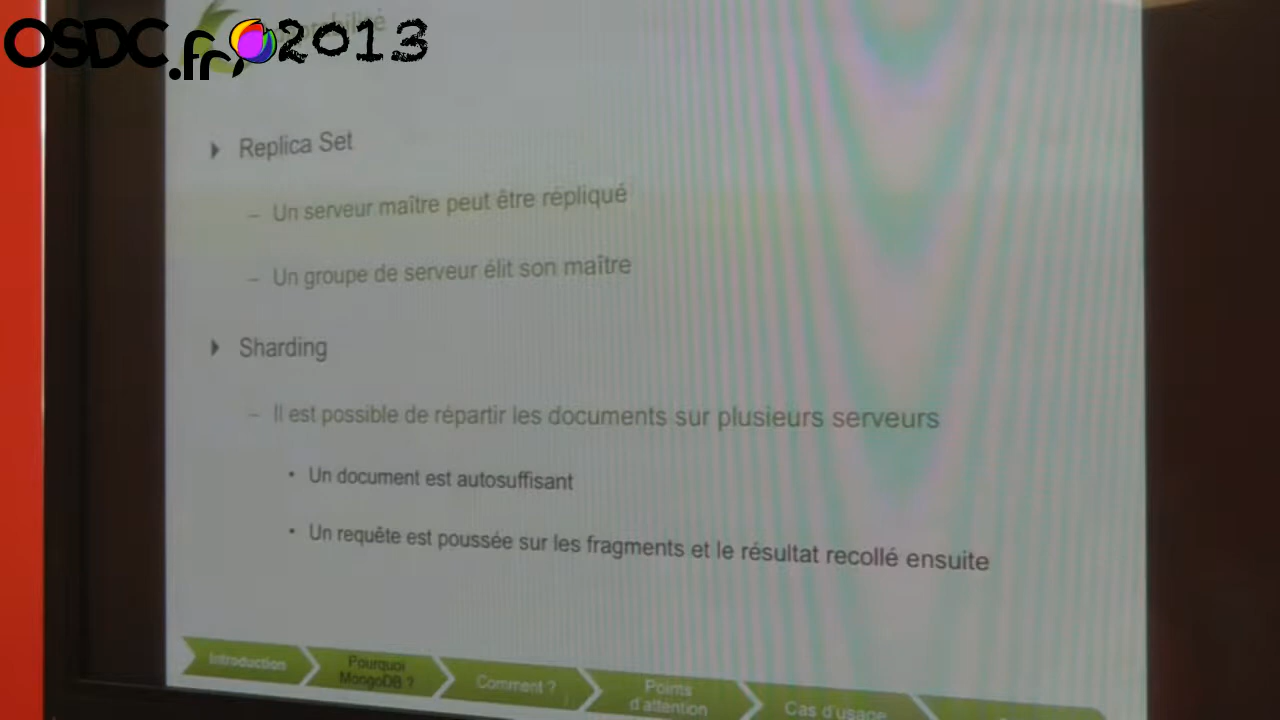 OSDC.fr 2013
Replica Set
– Un serveur maître peut être répliqué
– Un groupe de serveur élit son maître
Sharding
– Il est possible de répartir les documents sur plusieurs serveurs
• Un document est autosuffisant
• Un requête est poussée sur les fragments et le résultat recollé ensuite
Introduction
Pourquoi
MongoDB ?
Comment ?
Points
d'attention
Cas d'usage